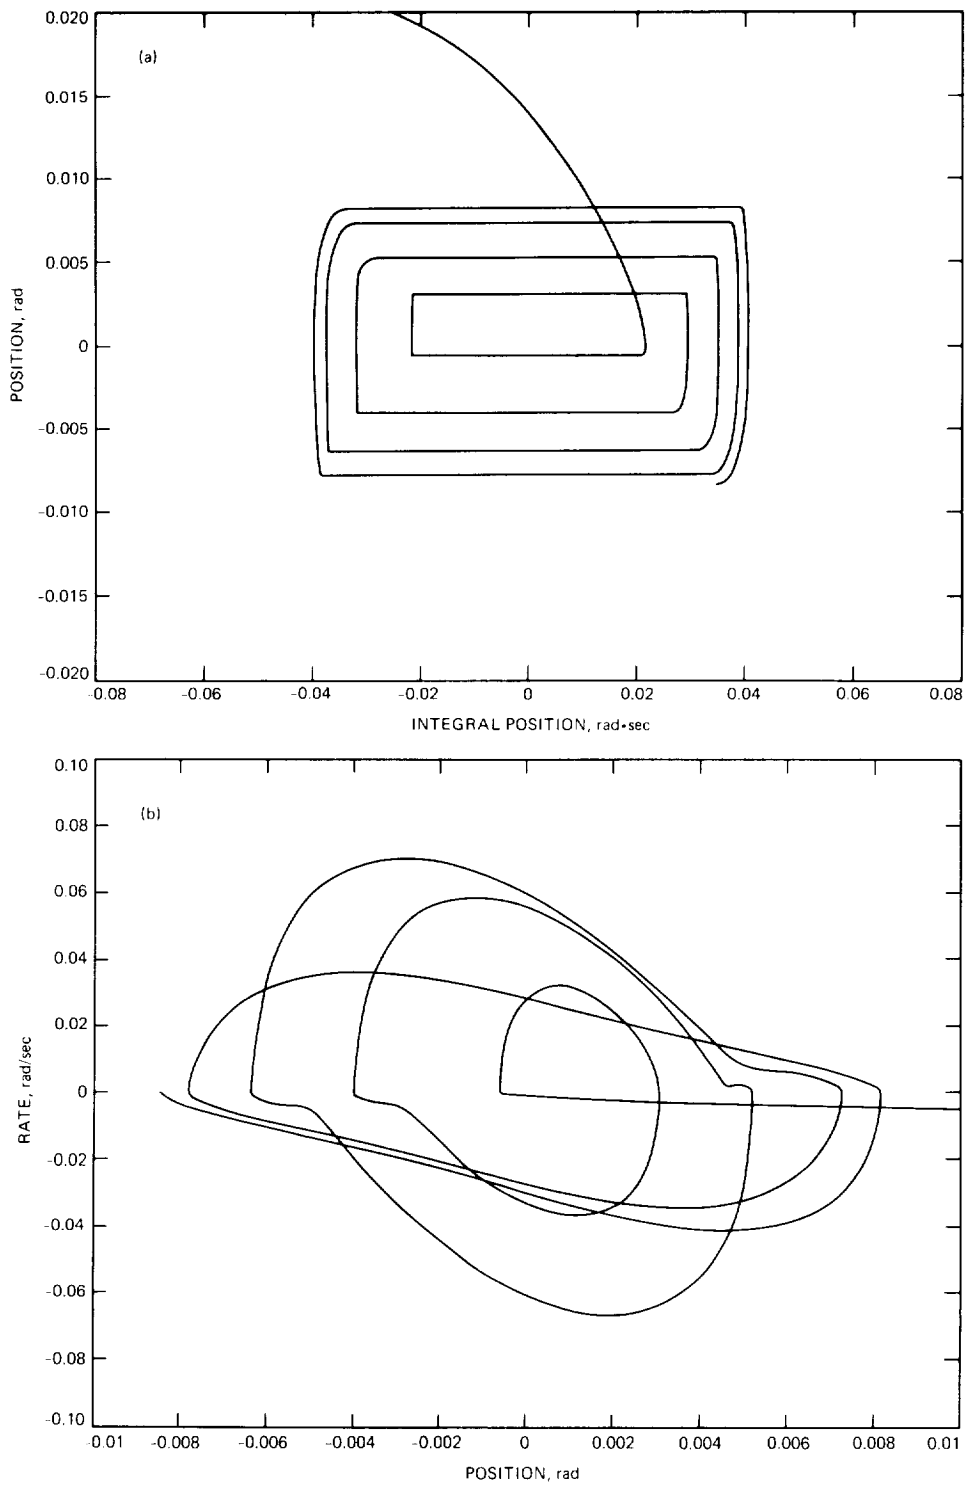 (a)
0.020
0.015
0.010
0.005
0
-0.005
-0.010
-0.015
-0.020
POSITION, rad
-0.08 -0.06 -0.04 -0.02 0 0.02 0.04 0.06 0.08
INTEGRAL POSITION, rad•sec
(b)
0.10
0.08
0.06
0.04
0.02
0
-0.02
-0.04
-0.06
-0.08
-0.10
RATE, rad/sec
-0.01 -0.008 -0.006 -0.004 -0.002 0 0.002 0.004 0.006 0.008 0.01
POSITION, rad